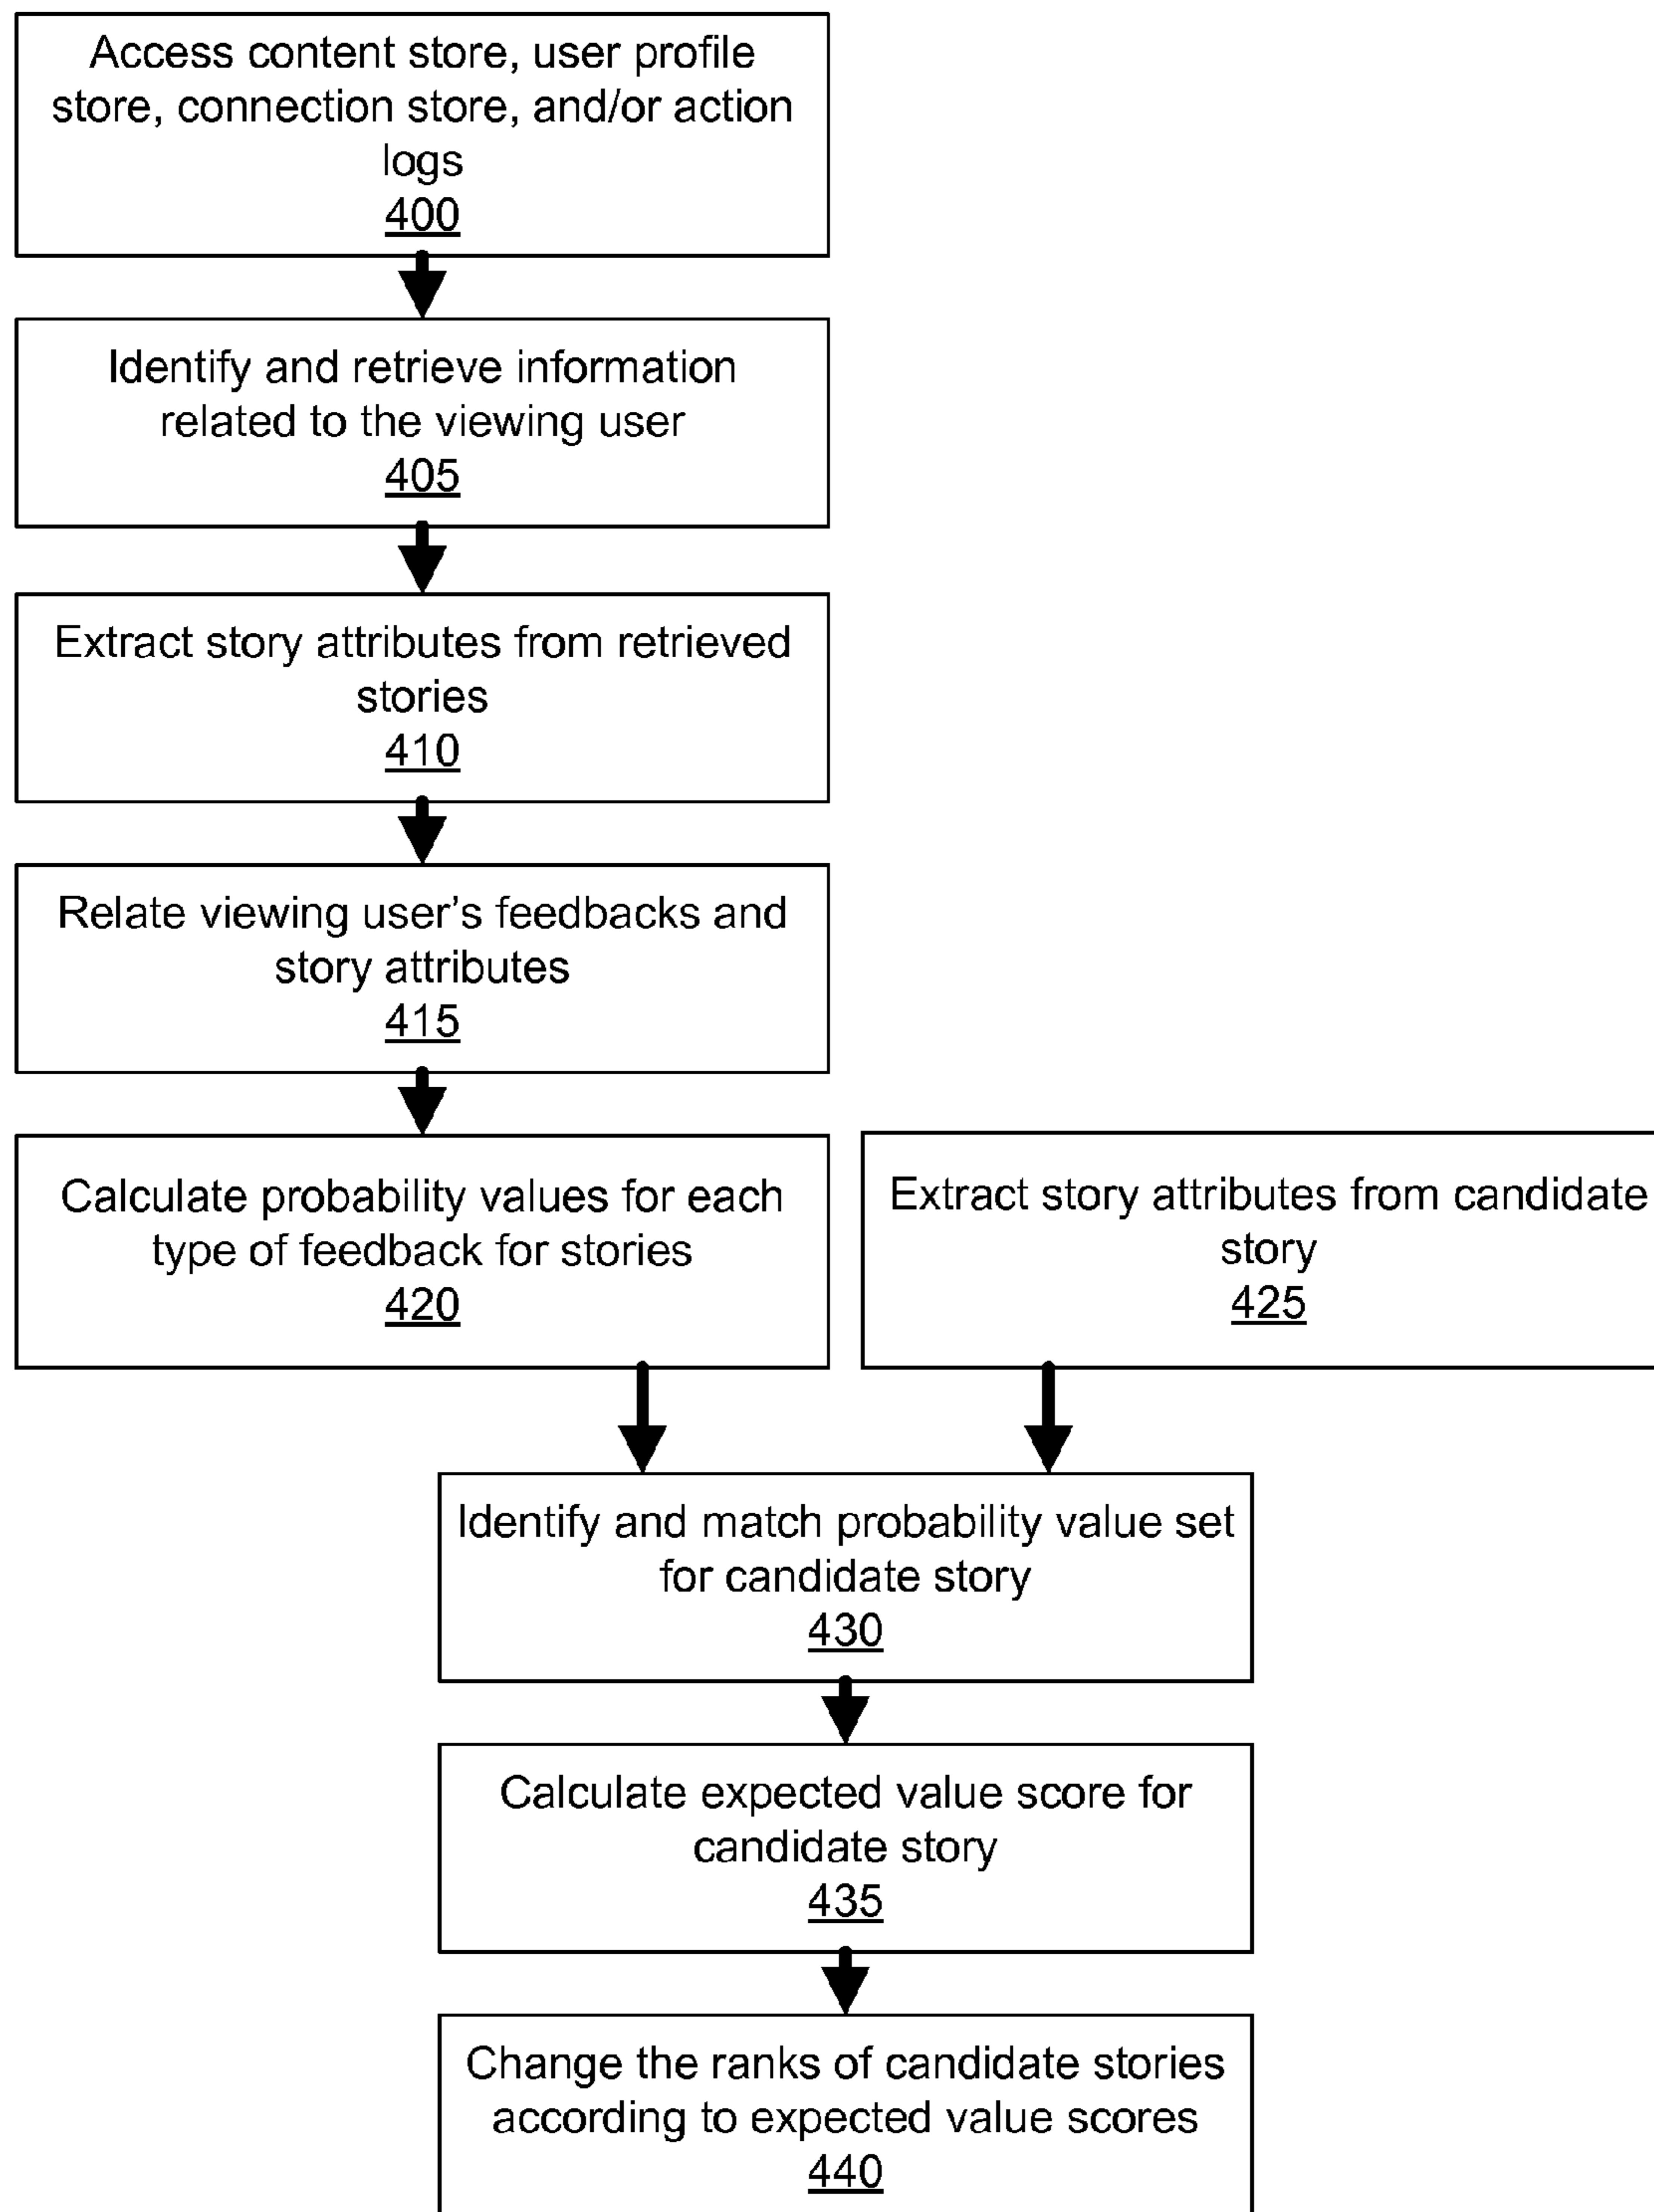 Access content store, user profile
store, connection store, and/or action
logs
400
Identify and retrieve information
related to the viewing user
405
Extract story attributes from retrieved
stories
410
Relate viewing user's feedbacks and
story attributes
415
Calculate probability values for each
type of feedback for stories
420
Extract story attributes from candidate
story
425
Identify and match probability value set
for candidate story
430
Calculate expected value score for
candidate story
435
Change the ranks of candidate stories
according to expected value scores
440